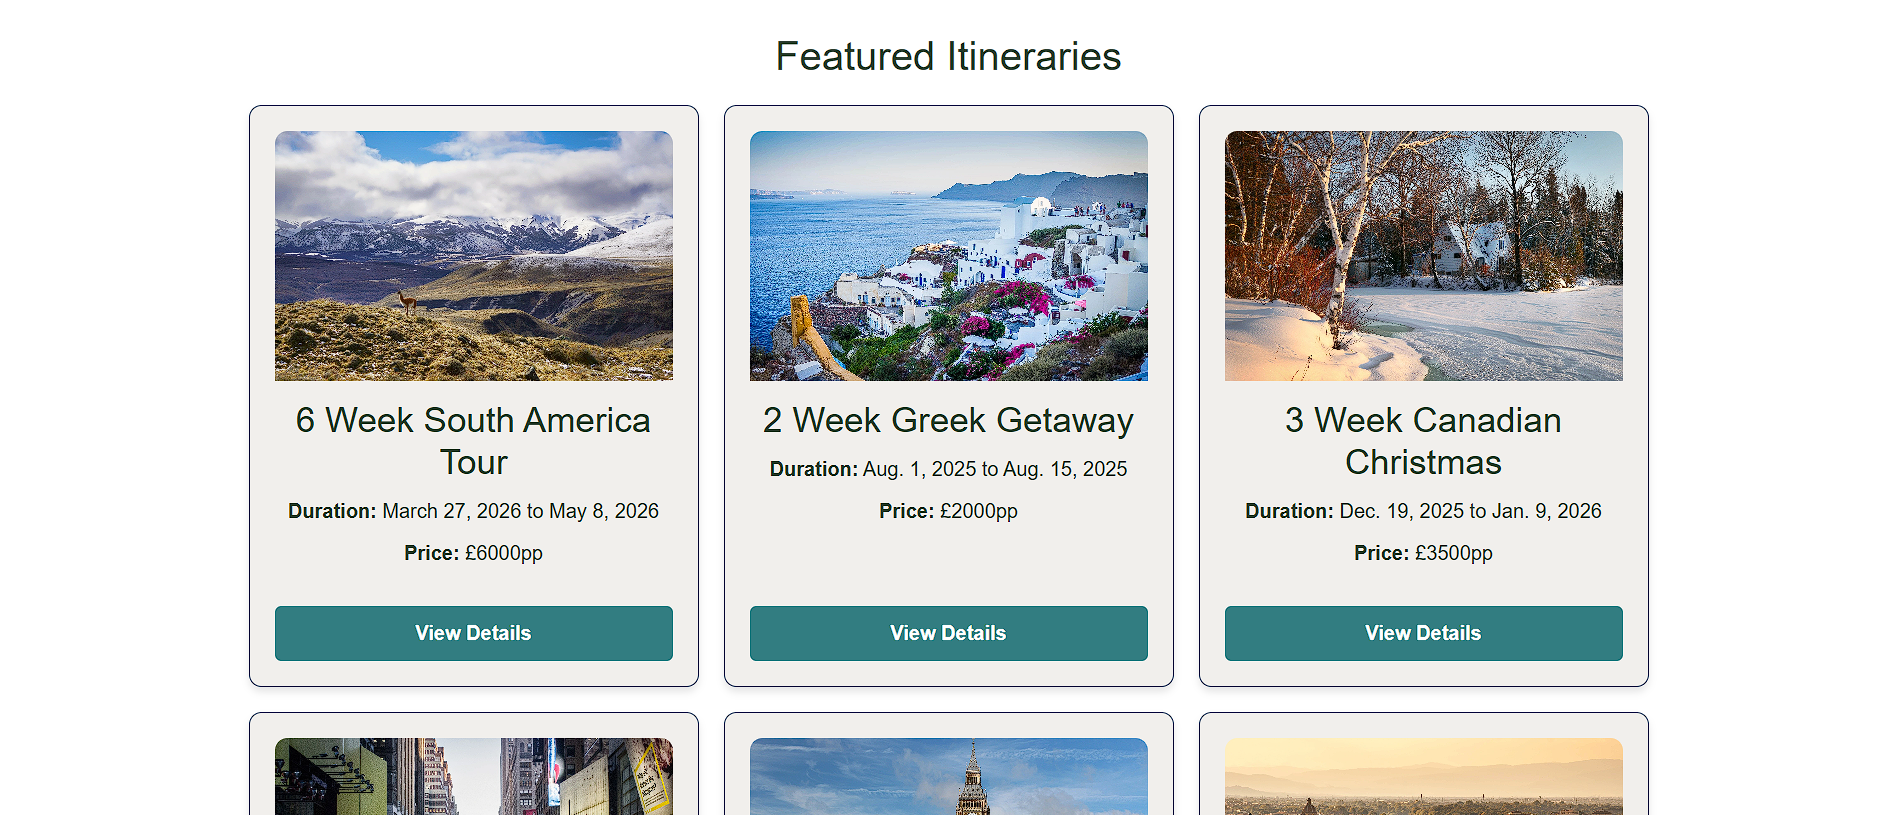 Featured Itineraries
6 Week South America
Tour
Duration: March 27, 2026 to May 8, 2026
Price: £6000pp
View Details
2 Week Greek Getaway
Duration: Aug. 1, 2025 to Aug. 15, 2025
Price: £2000pp
View Details
3 Week Canadian
Christmas
Duration: Dec. 19, 2025 to Jan. 9, 2026
Price: £3500pp
View Details